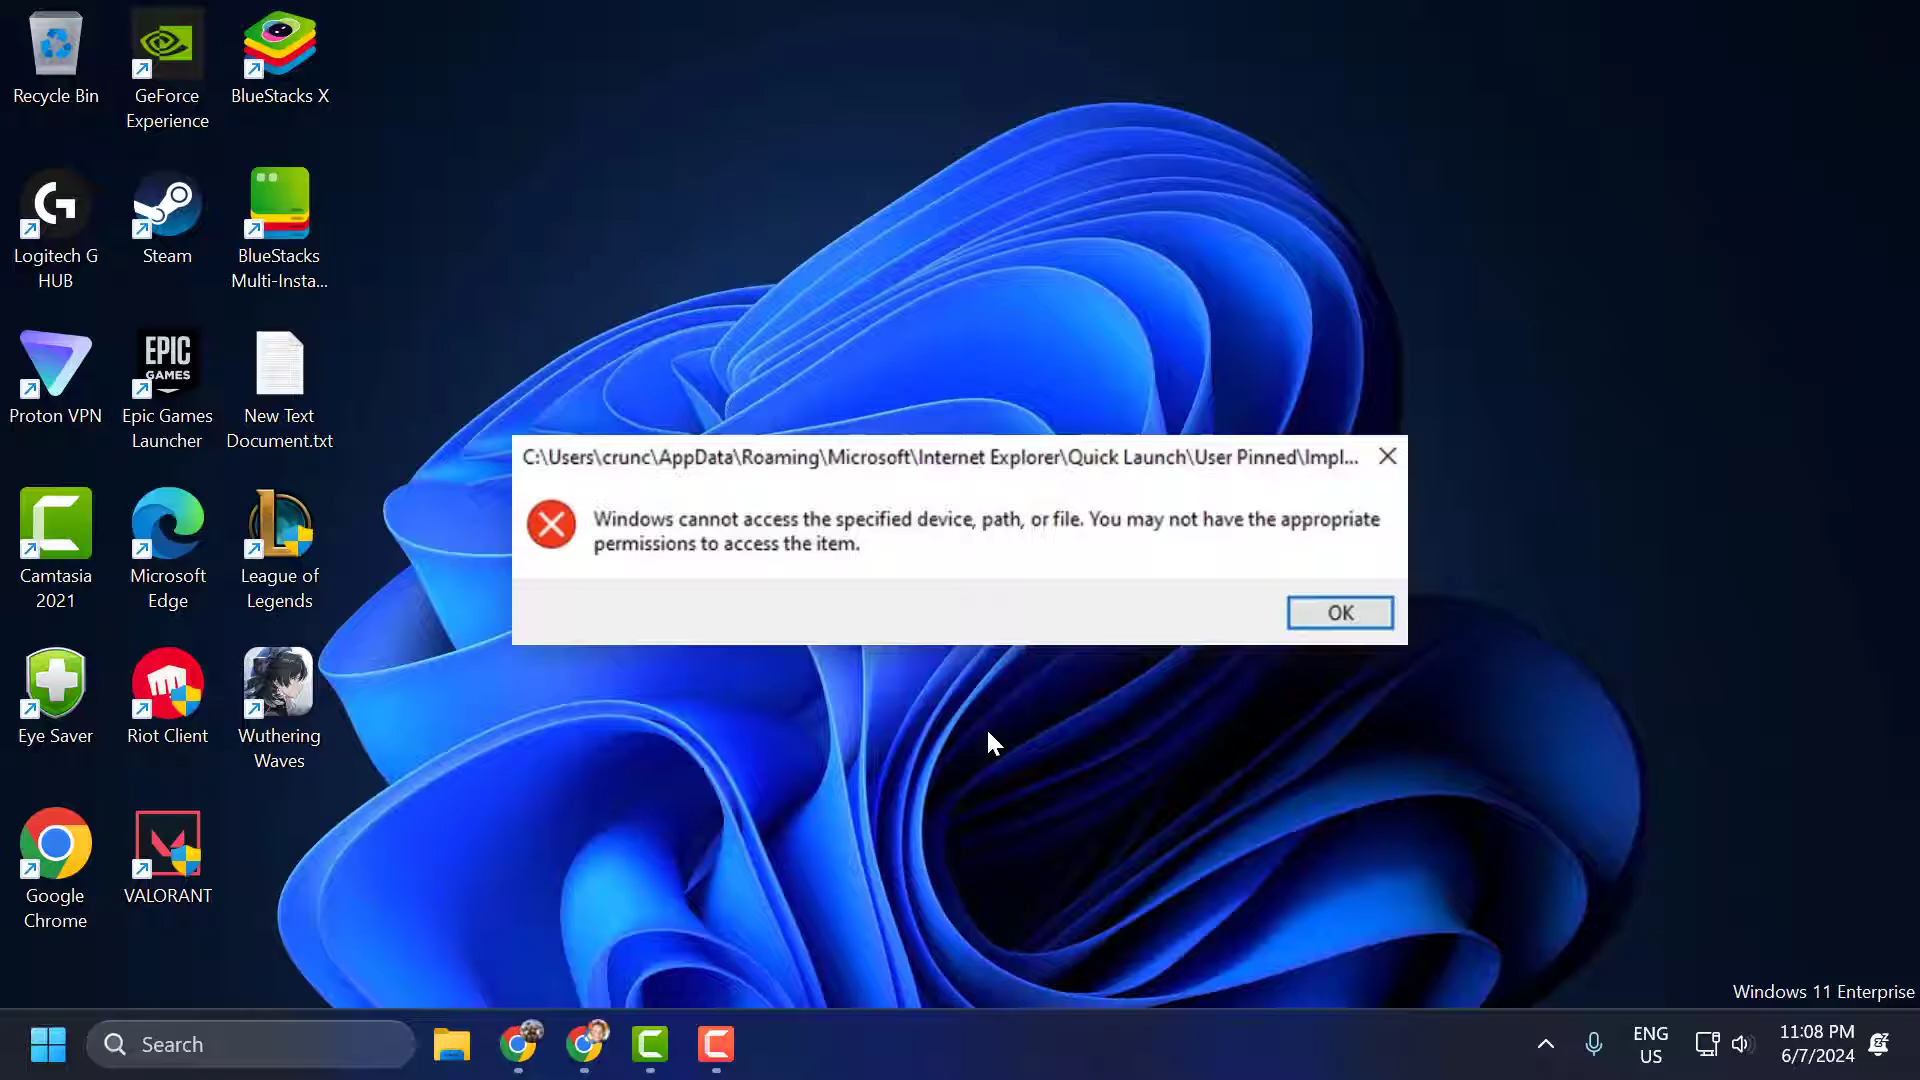 Recycle Bin
GeForce
Experience
BlueStacks X
Logitech G
HUB
Steam
BlueStacks
Multi-Insta...
Proton VPN
EPIC
GAMES
Epic Games
Launcher
New Text
Document.txt
Camtasia
2021
Microsoft
Edge
League of
Legends
Eye Saver
Riot Client
Wuthering
Waves
Google
Chrome
VALORANT
C:\Users\crunc\AppData\Roaming\Microsoft\Internet Explorer\Quick Launch\User Pinned\Impl...
Windows cannot access the specified device, path, or file. You may not have the appropriate
permissions to access the item.
OK
Windows 11 Enterprise
Search
ENG
US
11:08 PM
6/7/2024